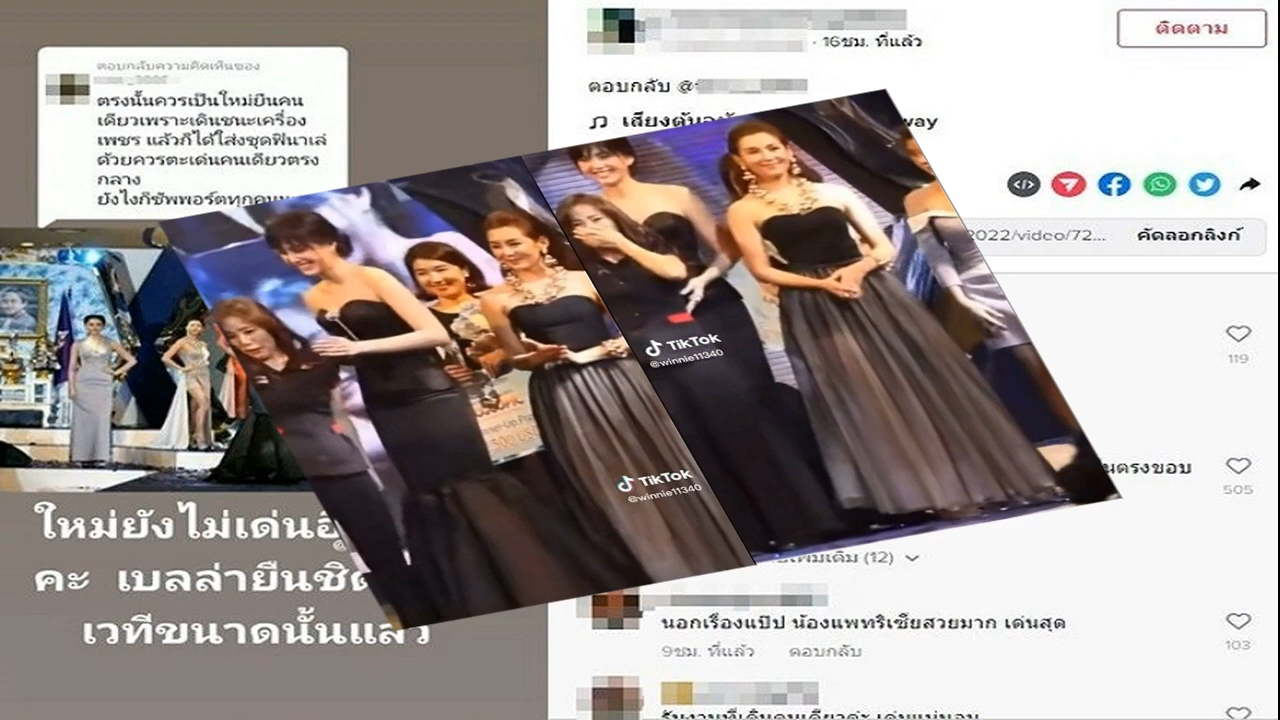 ตอบกลับความคิดเห็นของ
ตรงนั้นควรเป็นใหม่ยืนคน
เดียวเพราะเดินชนะเครื่อง
เพชร แล้วก็ได้ใส่งชุดฟินาเล่
ด้วยควรตะเด่นคนเดียวตรง
กลาง
ยังไงก็ซัพพอร์ตทุกคน
ใหม่ยังไม่เด่น
คะ เบลล่ายืนชิด
เวทีขนาดนั้นแล้ว
· 16ชม. ที่แล้ว
ติดตาม
ตอบกลับ @
♫ เสียงต้น
way
2022/video/72...
คัดลอกลิงก์
119
TikTok
@winnie11340
TikTok
@winnie11340
นตรงขอบ
505
(12)
นอกเรื่องแป๊ป น้องแพทริเซียสวยมาก เด่นสุด
9ชม. ที่แล้ว ตอบกลับ
103